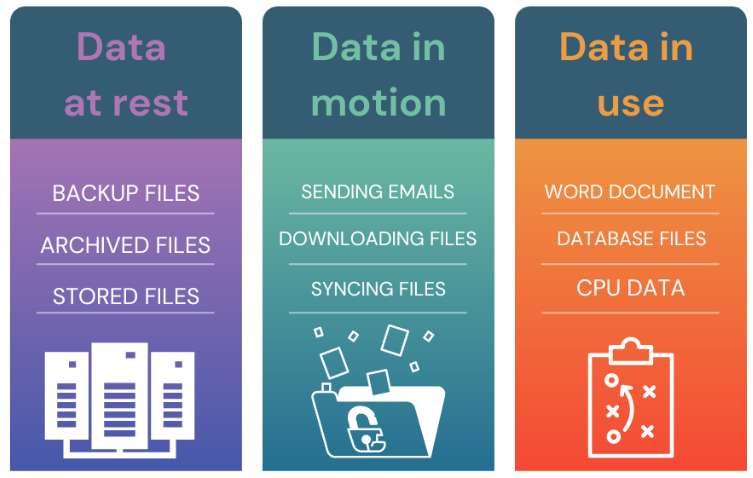 Data
at rest
BACKUP FILES
ARCHIVED FILES
STORED FILES
Data in
motion
SENDING EMAILS
DOWNLOADING FILES
SYNCING FILES
Data in
use
WORD DOCUMENT
DATABASE FILES
CPU DATA